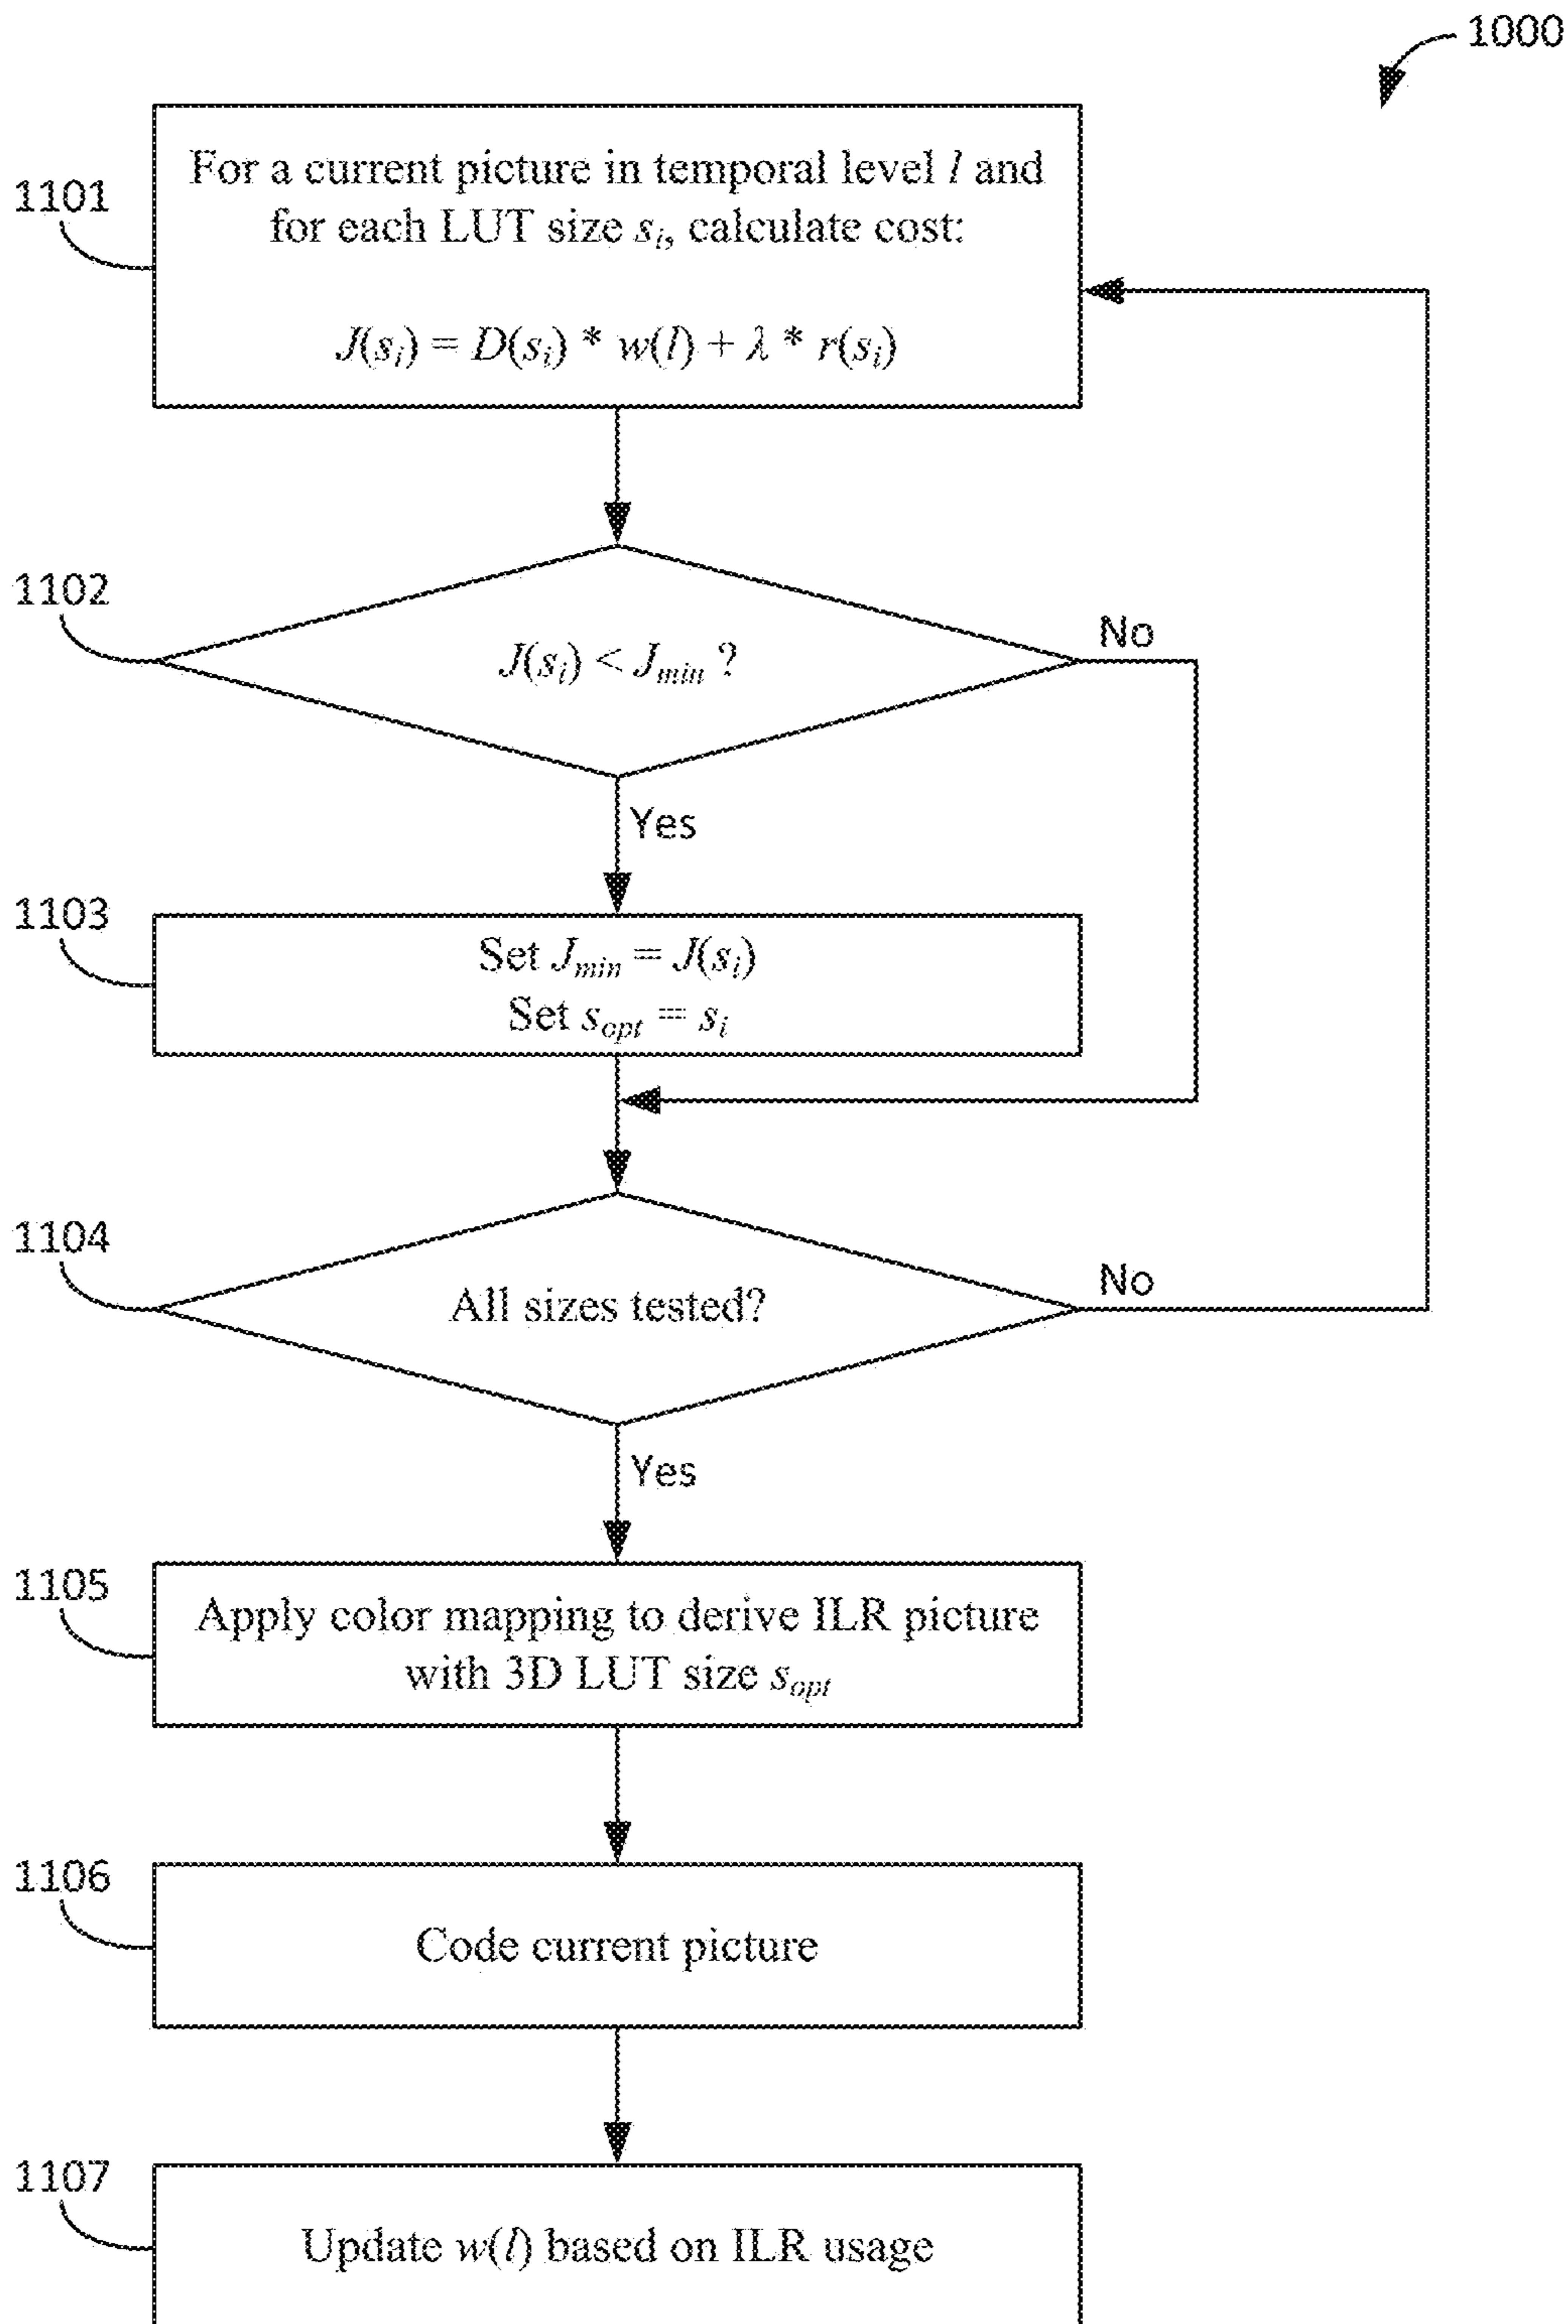 1000
1101
For a current picture in temporal level l and
for each LUT size si, calculate cost:
J(si) = D(si) * w(l) + λ * r(si)
1102
J(si) < Jmin ?
No
Yes
1103
Set Jmin = J(si)
Set sopt = si
1104
All sizes tested?
No
Yes
1105
Apply color mapping to derive ILR picture
with 3D LUT size sopt
1106
Code current picture
1107
Update w(l) based on ILR usage